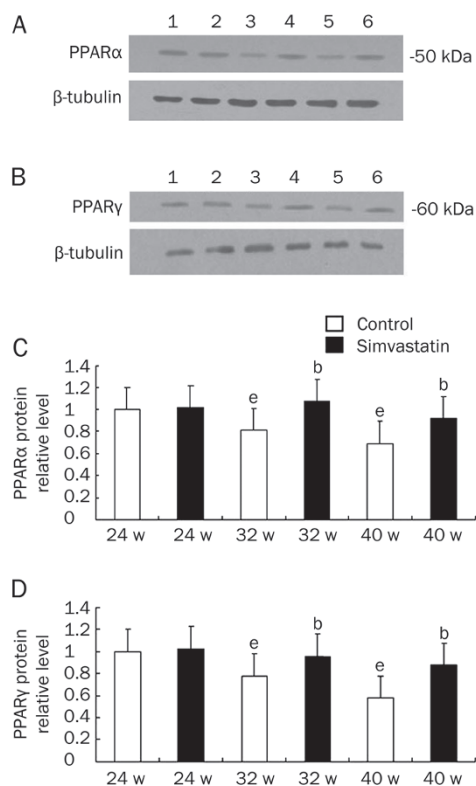 A
1 2 3 4 5 6
PPARα -50 kDa
β-tubulin
B
1 2 3 4 5 6
PPARγ -60 kDa
β-tubulin
Control
Simvastatin
C
PPARα protein
relative level
1.4
1.2
1
0.8
0.6
0.4
0.2
0
e b e b
24 w 24 w 32 w 32 w 40 w 40 w
D
PPARγ protein
relative level
1.4
1.2
1
0.8
0.6
0.4
0.2
0
e b e b
24 w 24 w 32 w 32 w 40 w 40 w